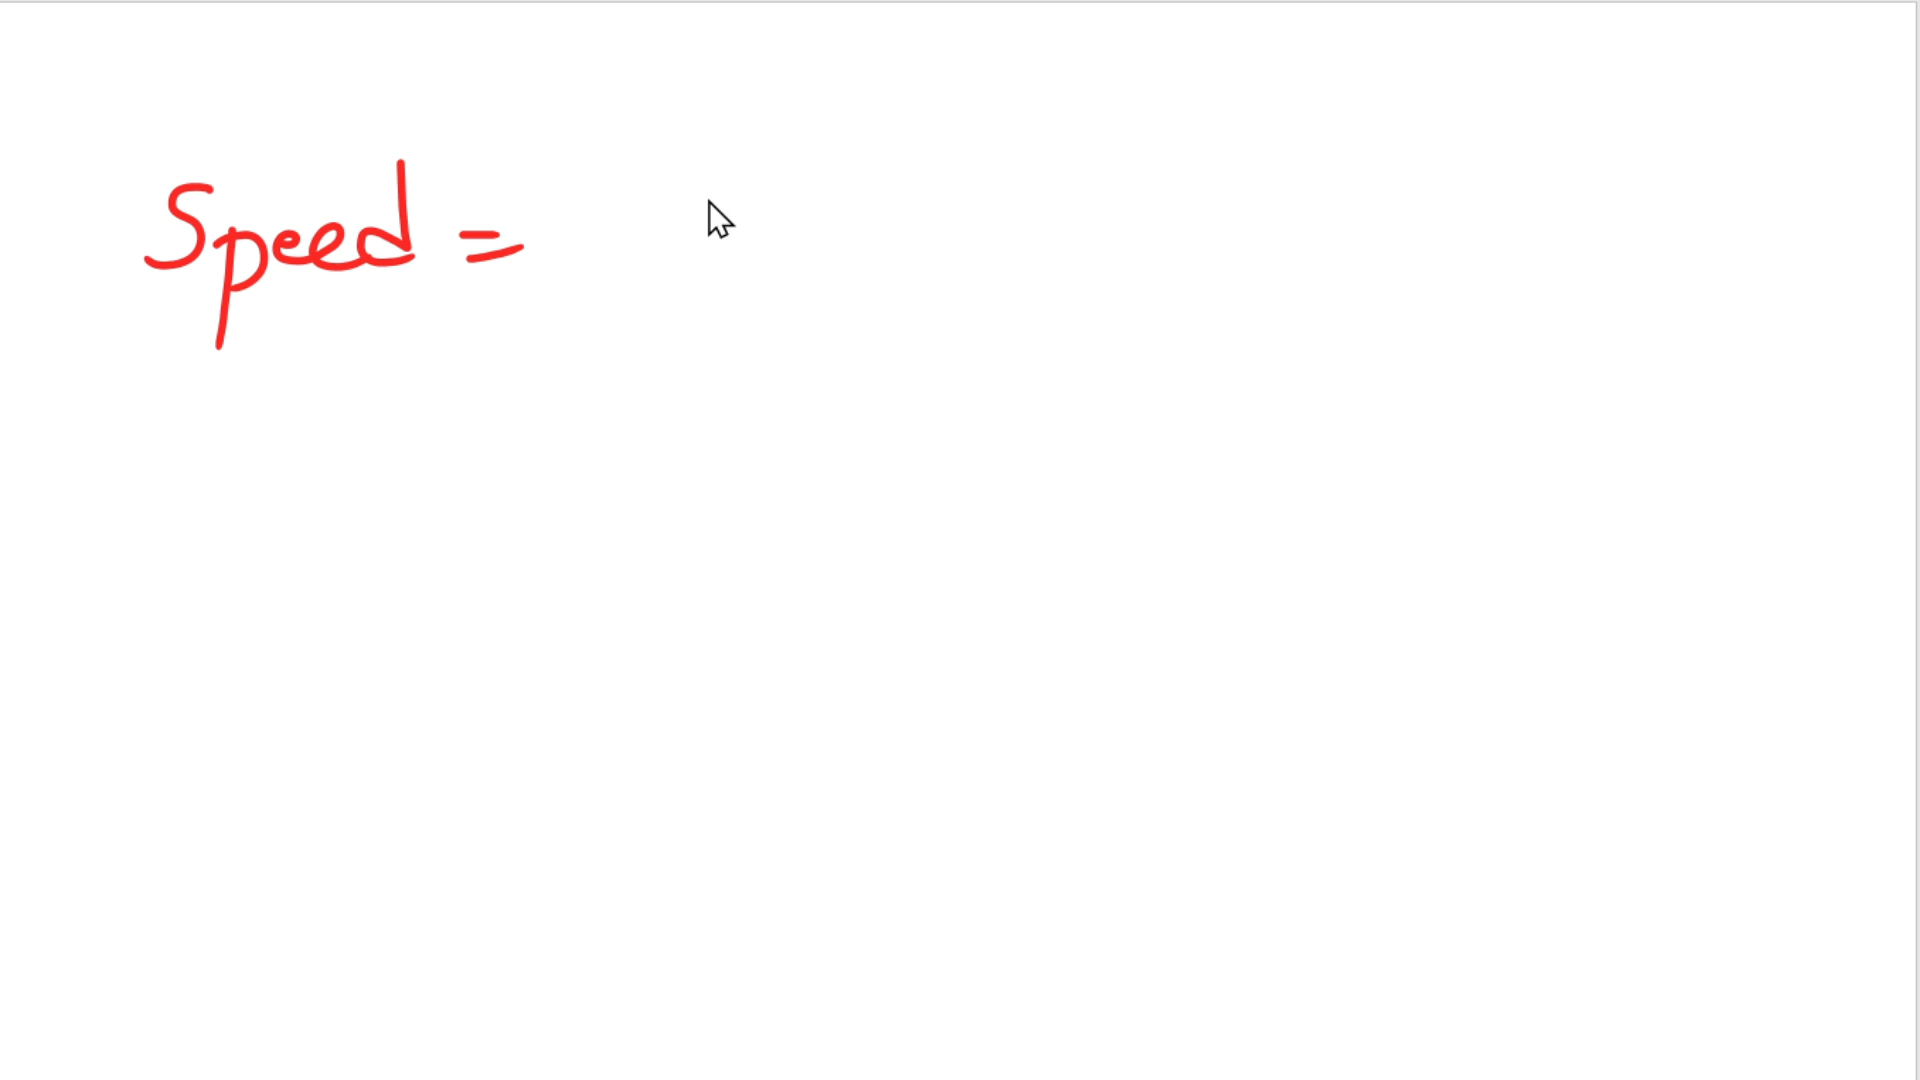 Speed =